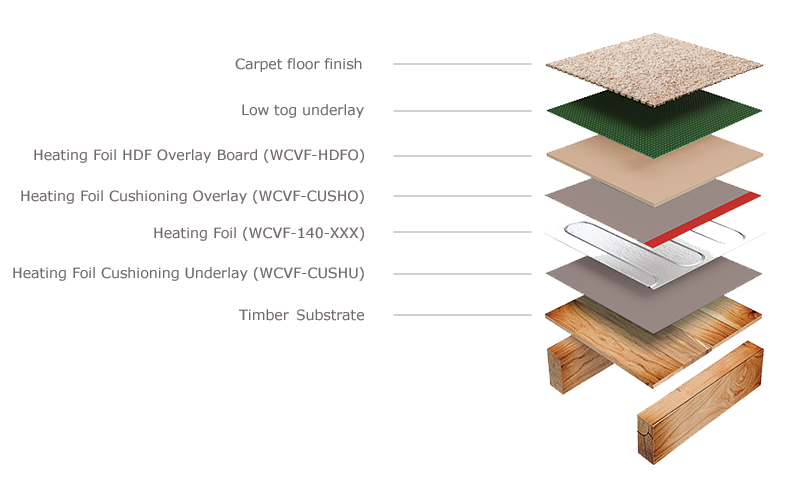 Carpet floor finish
Low tog underlay
Heating Foil HDF Overlay Board (WCVF-HDFO)
Heating Foil Cushioning Overlay (WCVF-CUSHO)
Heating Foil (WCVF-140-XXX)
Heating Foil Cushioning Underlay (WCVF-CUSHU)
Timber Substrate